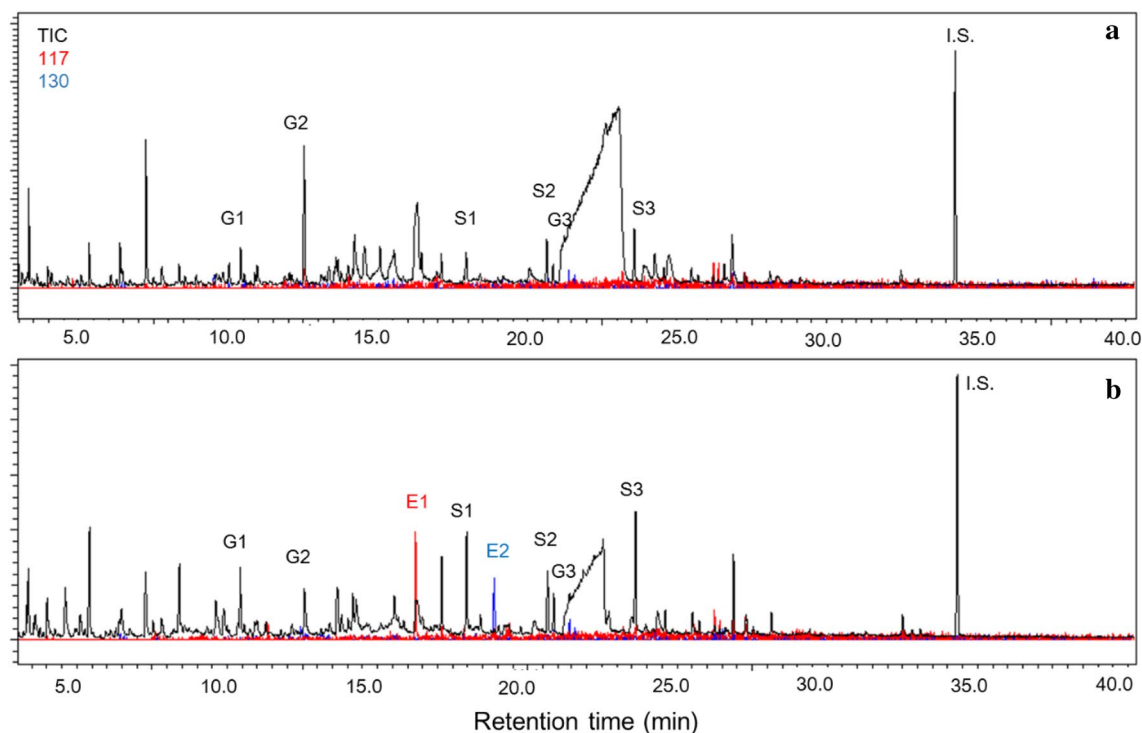 a
TIC
117
130
I.S.
G2
G1
S1
S2
G3
S3
5.0 10.0 15.0 20.0 25.0 30.0 35.0 40.0
b
I.S.
E1
S1
S3
G1
G2
E2
S2
G3
5.0 10.0 15.0 20.0 25.0 30.0 35.0 40.0
Retention time (min)